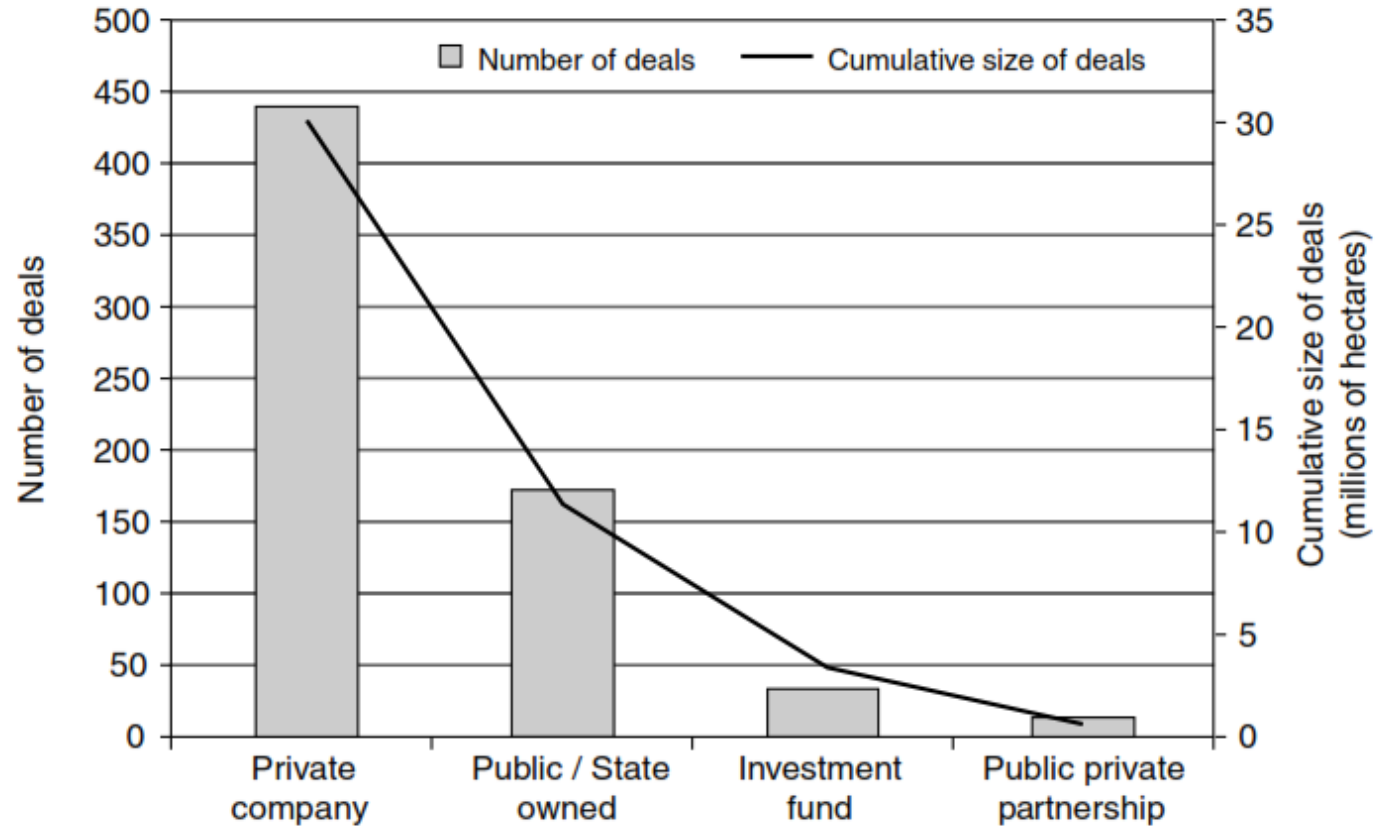 Number of deals
Cumulative size of deals
500
450
400
350
300
250
200
150
100
50
0
Number of deals
35
30
25
20
15
10
5
0
Cumulative size of deals
(millions of hectares)
Private
company
Public / State
owned
Investment
fund
Public private
partnership